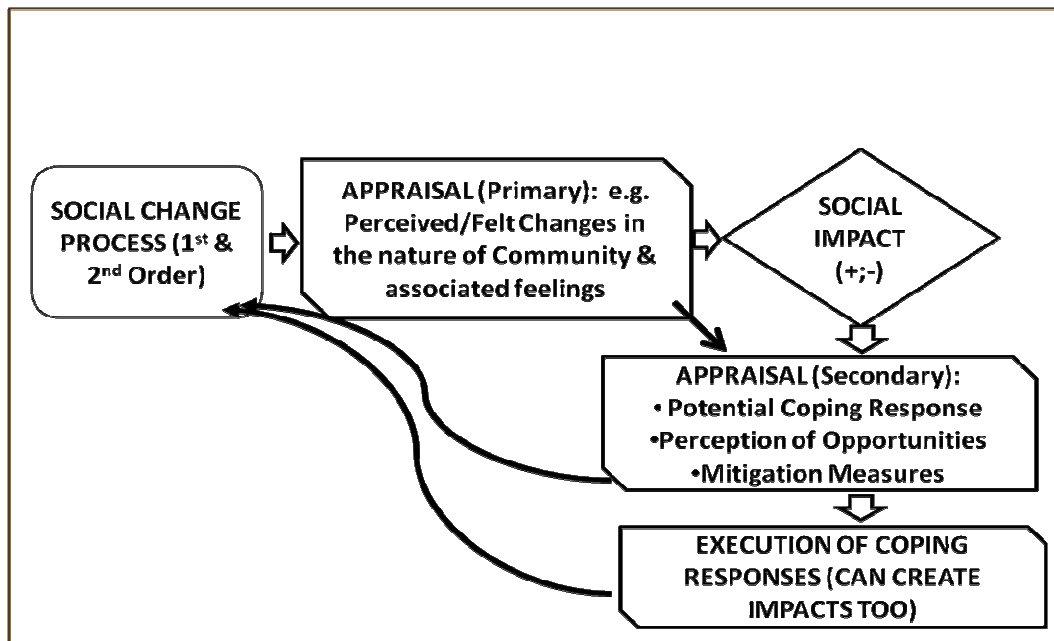 SOCIAL CHANGE
PROCESS (1st &
2nd Order)
APPRAISAL (Primary): e.g.
Perceived/Felt Changes in
the nature of Community &
associated feelings
SOCIAL
IMPACT
(+;-)
APPRAISAL (Secondary):
• Potential Coping Response
•Perception of Opportunities
•Mitigation Measures
EXECUTION OF COPING
RESPONSES (CAN CREATE
IMPACTS TOO)